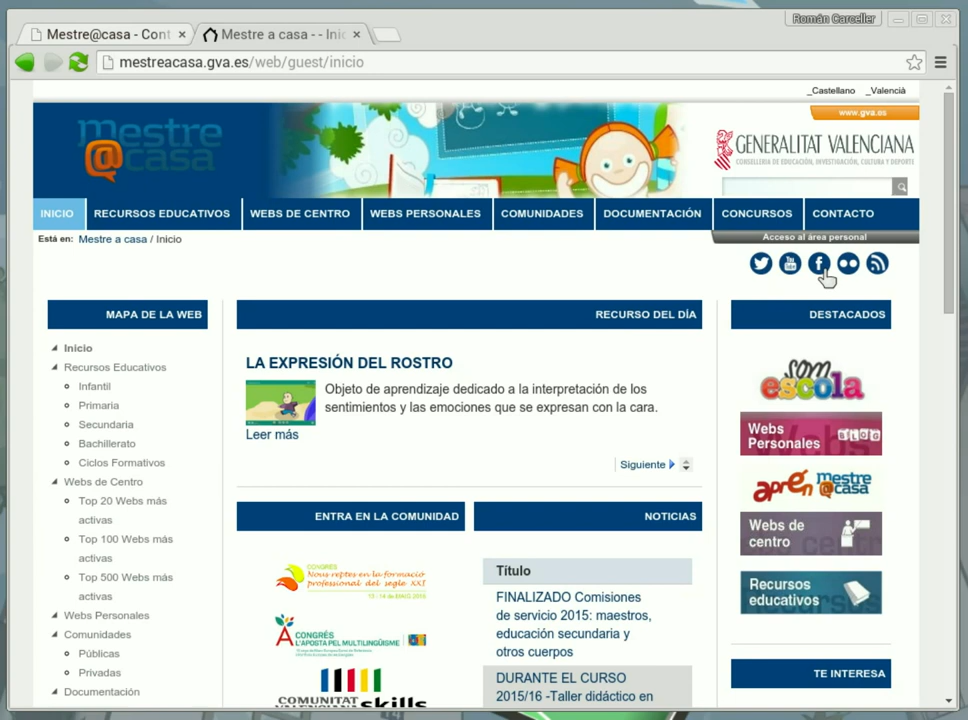 Román Carceller
Mestre@casa - Cont
Mestre a casa - - Inic
mestreacasa.gva.es/web/guest/inicio
_Castellano _Valencià
www.gva.es
mestre
@casa
GENERALITAT VALENCIANA
CONSELLERIA DE EDUCACIÓN, INVESTIGACIÓN, CULTURA Y DEPORTE
INICIO RECURSOS EDUCATIVOS WEBS DE CENTRO WEBS PERSONALES COMUNIDADES DOCUMENTACIÓN CONCURSOS CONTACTO
Está en: Mestre a casa / Inicio
Acceso al área personal
You
MAPA DE LA WEB
Inicio
Recursos Educativos
Infantil
Primaria
Secundaria
Bachillerato
Ciclos Formativos
Webs de Centro
Top 20 Webs más
activas
Top 100 Webs más
activas
Top 500 Webs más
activas
Webs Personales
Comunidades
Públicas
Privadas
Documentación
RECURSO DEL DÍA
LA EXPRESIÓN DEL ROSTRO
Objeto de aprendizaje dedicado a la interpretación de los
sentimientos y las emociones que se expresan con la cara.
Leer más
Siguiente
ENTRA EN LA COMUNIDAD
CONGRÉS
Nous reptes en la formació
professional del segle XXI
CONGRÉS
L'APOSTA PEL MULTILINGÜISME
COMUNITAT
VALENCIANA skills
NOTICIAS
Título
FINALIZADO Comisiones
de servicio 2015: maestros,
educación secundaria y
otros cuerpos
DURANTE EL CURSO
2015/16 -Taller didáctico en
DESTACADOS
som
escola
Webs
Personales
BLOG
aprén mestre
@casa
Webs de
centro
Recursos
educativos
TE INTERESA